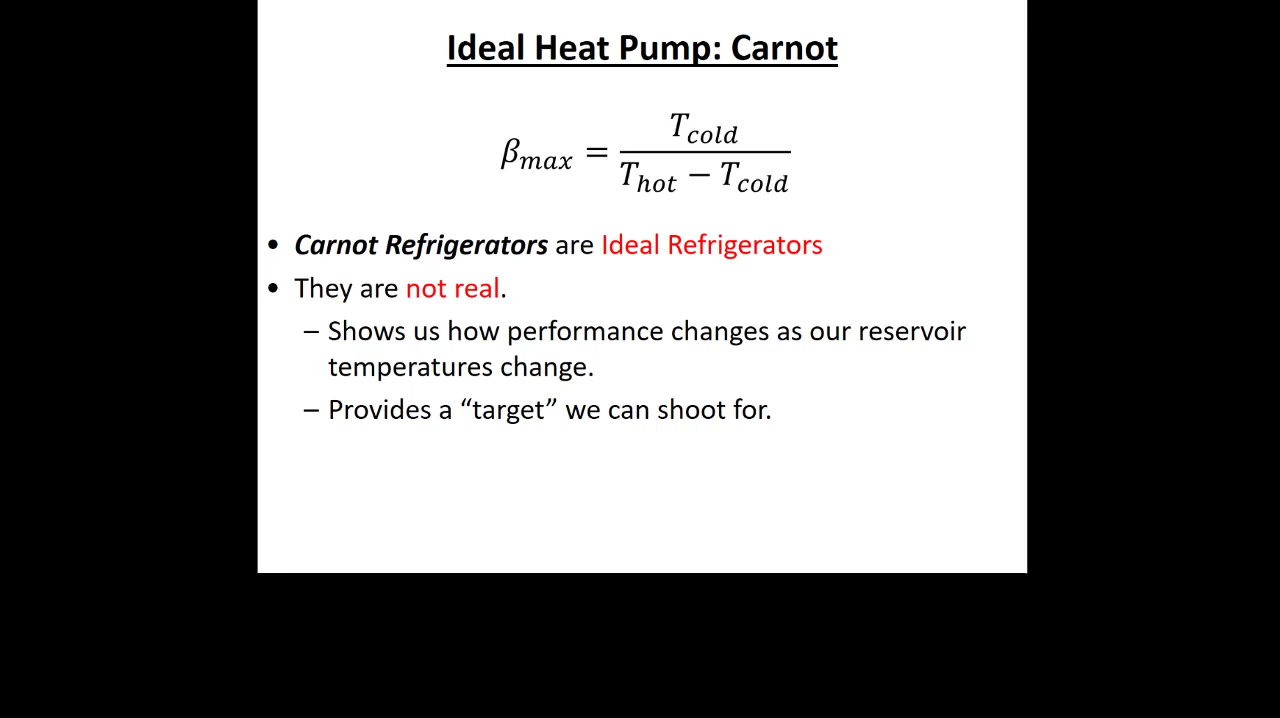 Ideal Heat Pump: Carnot
β_max = T_cold / (T_hot − T_cold)
• Carnot Refrigerators are Ideal Refrigerators
• They are not real.
– Shows us how performance changes as our reservoir
temperatures change.
– Provides a “target” we can shoot for.